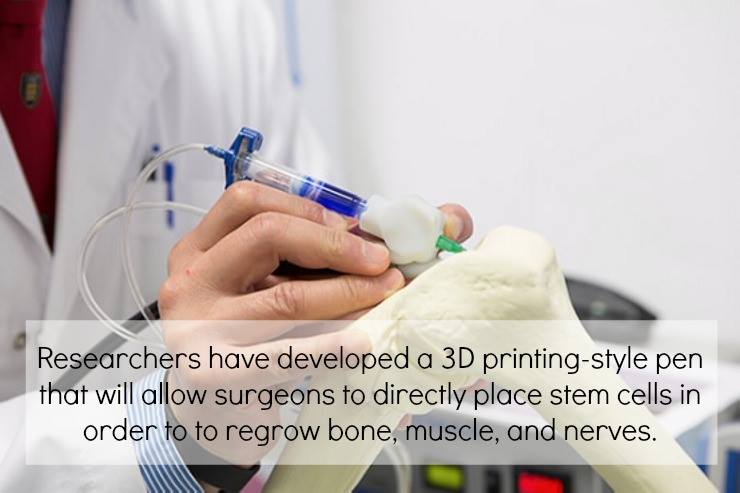 Researchers have developed a 3D printing-style pen
that will allow surgeons to directly place stem cells in
order to to regrow bone, muscle, and nerves.